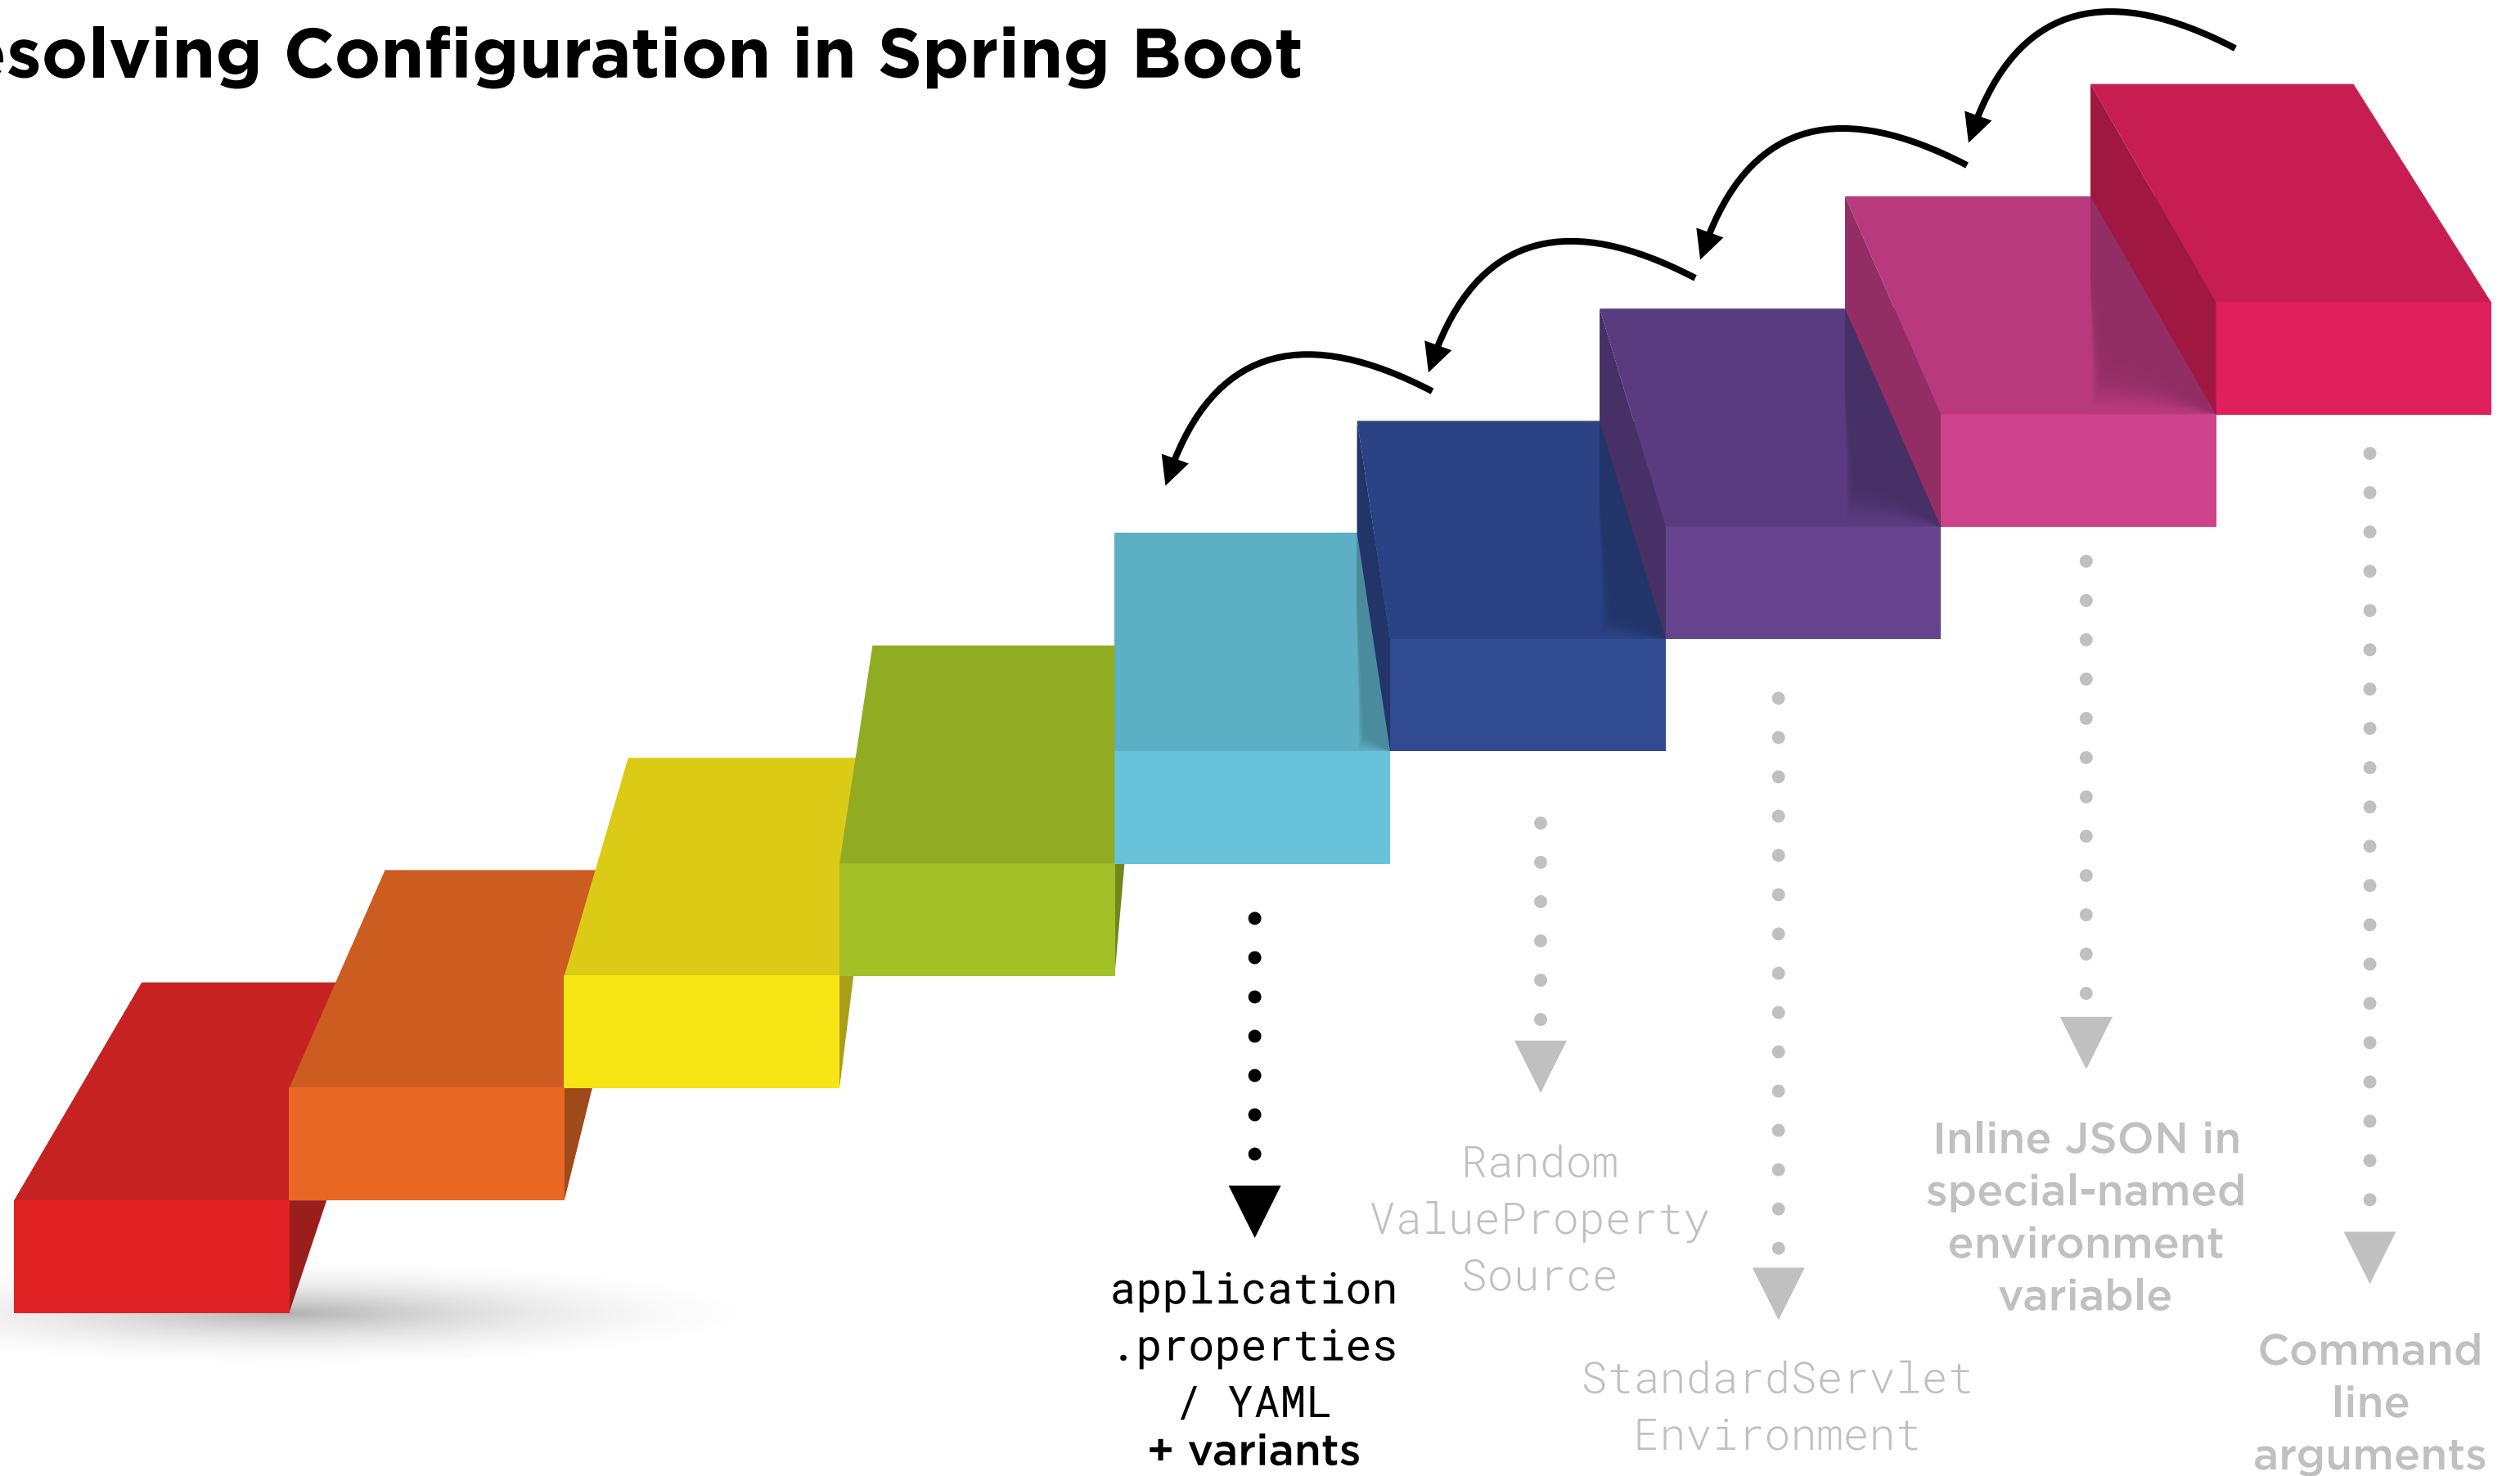 esolving Configuration in Spring Boot
application
.properties
/ YAML
+ variants
Random
ValueProperty
Source
StandardServlet
Environment
Inline JSON in
special-named
environment
variable
Command
line
arguments